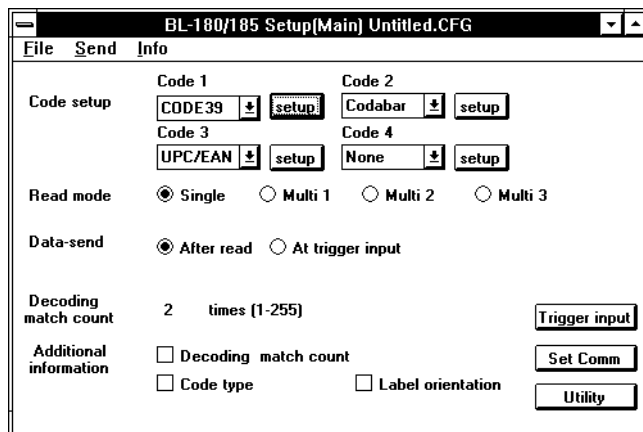 BL-180/185 Setup(Main) Untitled.CFG
File Send Info
Code 1 Code 2
Code setup CODE39 setup Codabar setup
Code 3 Code 4
UPC/EAN setup None setup
Read mode Single Multi 1 Multi 2 Multi 3
Data-send After read At trigger input
Decoding
match count 2 times (1-255) Trigger input
Additional
information Decoding match count Set Comm
Code type Label orientation
Utility